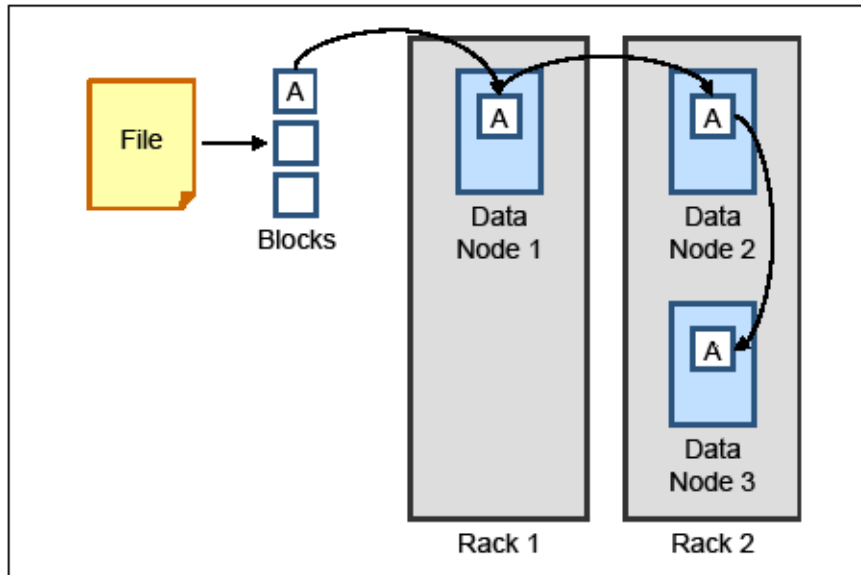 File
A
Blocks
A
Data
Node 1
A
Data
Node 2
A
Data
Node 3
Rack 1
Rack 2